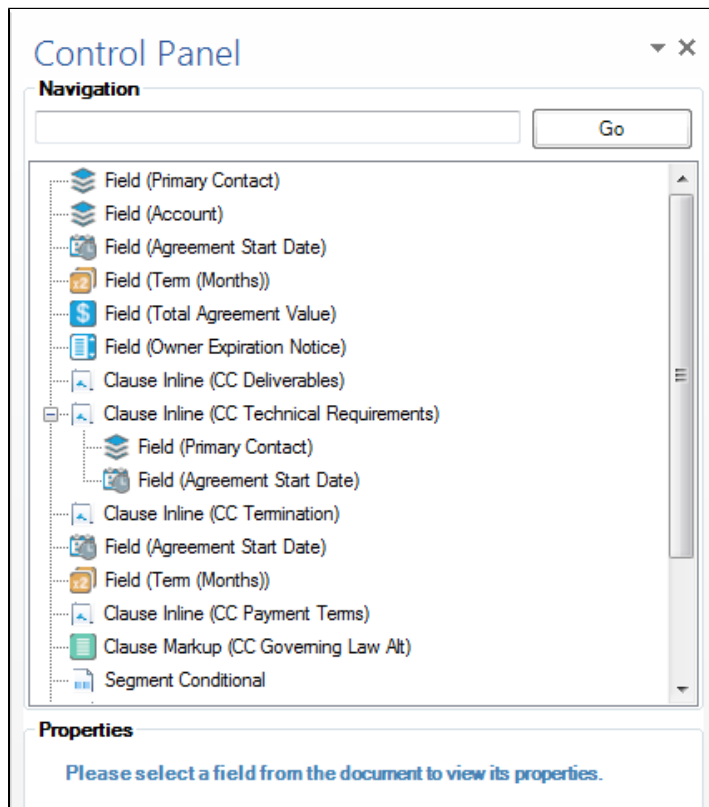 Control Panel
Navigation
Go
Field (Primary Contact)
Field (Account)
Field (Agreement Start Date)
x2 Field (Term (Months))
$ Field (Total Agreement Value)
Field (Owner Expiration Notice)
Clause Inline (CC Deliverables)
Clause Inline (CC Technical Requirements)
Field (Primary Contact)
Field (Agreement Start Date)
Clause Inline (CC Termination)
Field (Agreement Start Date)
x2 Field (Term (Months))
Clause Inline (CC Payment Terms)
Clause Markup (CC Governing Law Alt)
Segment Conditional
Properties
Please select a field from the document to view its properties.